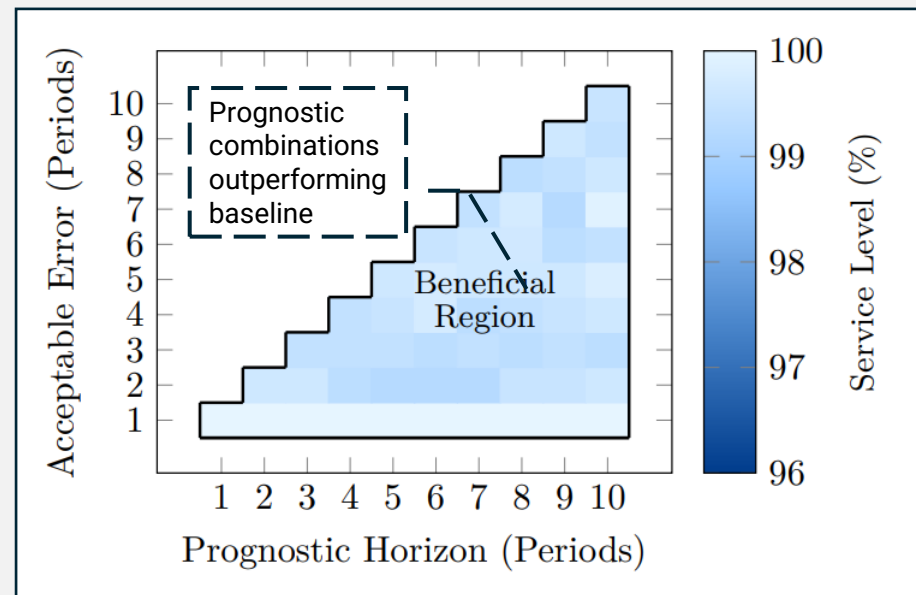 Acceptable Error (Periods)
10
9
8
7
6
5
4
3
2
1
Prognostic
combinations
outperforming
baseline
Beneficial
Region
1 2 3 4 5 6 7 8 9 10
Prognostic Horizon (Periods)
100
99
98
97
96
Service Level (%)